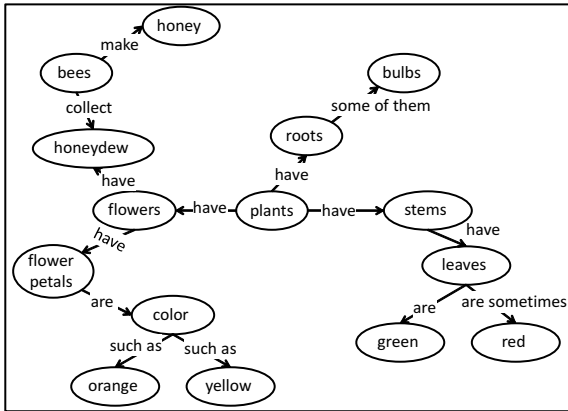 honey
make
bees
bulbs
collect
some of them
roots
honeydew
have
have
flowers
have
plants
have
stems
have
have
flower
petals
leaves
are
color
are
are sometimes
such as
such as
green
red
orange
yellow